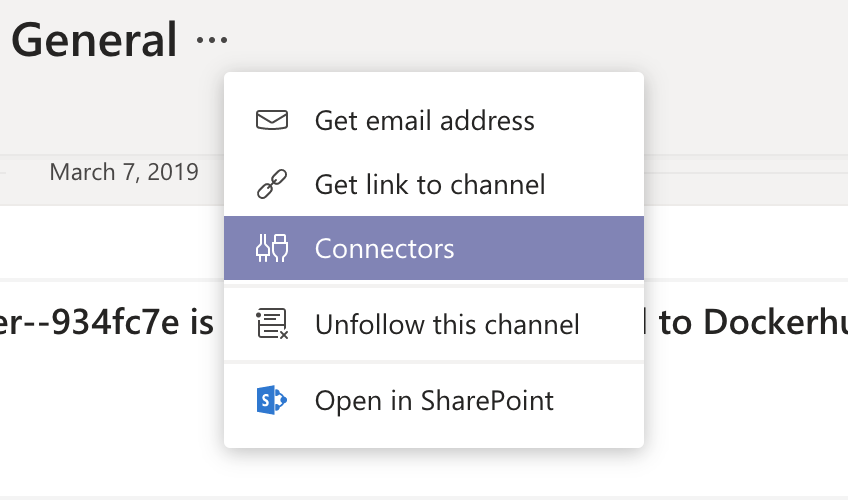 General ...
Get email address
March 7, 2019
Get link to channel
Connectors
er--934fc7e is
to Dockerhu
Unfollow this channel
S
Open in SharePoint